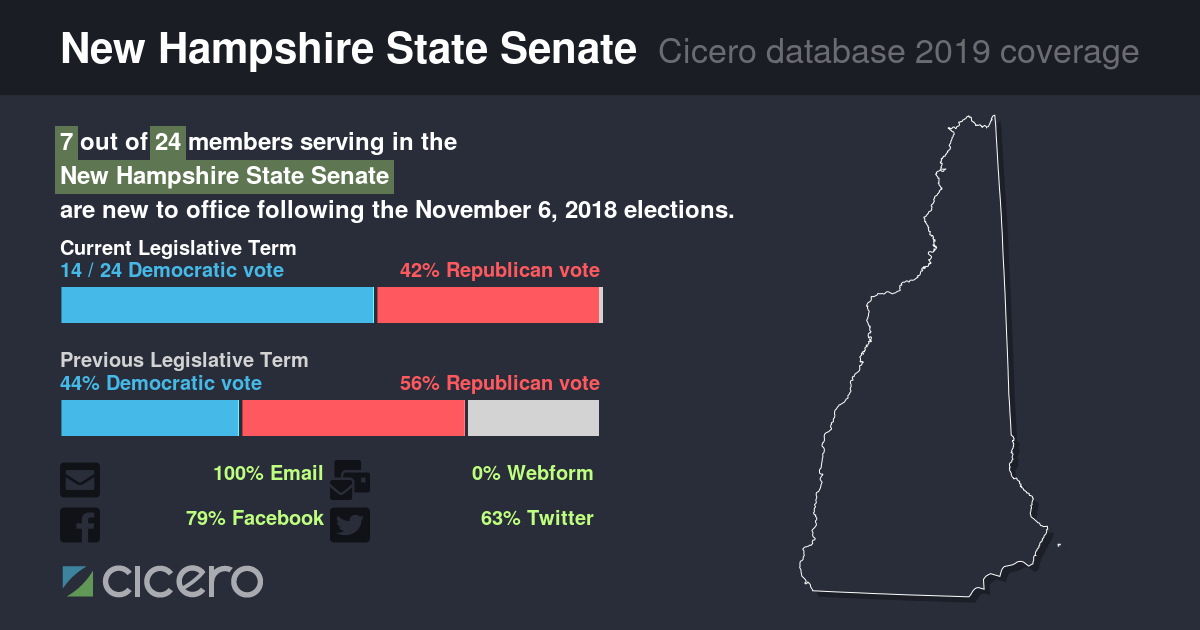 New Hampshire State Senate Cicero database 2019 coverage
7 out of 24 members serving in the
New Hampshire State Senate
are new to office following the November 6, 2018 elections.
Current Legislative Term
14 / 24 Democratic vote 42% Republican vote
Previous Legislative Term
44% Democratic vote 56% Republican vote
100% Email 0% Webform
79% Facebook 63% Twitter
cicero